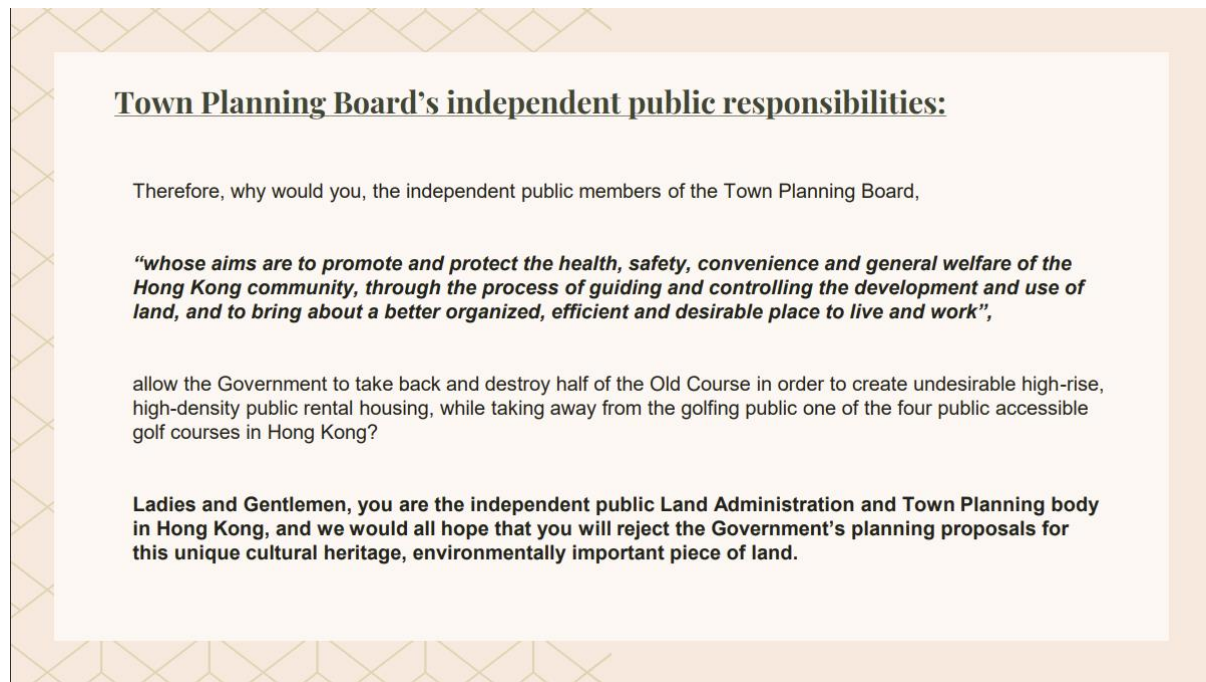 Town Planning Board’s independent public responsibilities:
Therefore, why would you, the independent public members of the Town Planning Board,
“whose aims are to promote and protect the health, safety, convenience and general welfare of the
Hong Kong community, through the process of guiding and controlling the development and use of
land, and to bring about a better organized, efficient and desirable place to live and work”,
allow the Government to take back and destroy half of the Old Course in order to create undesirable high-rise,
high-density public rental housing, while taking away from the golfing public one of the four public accessible
golf courses in Hong Kong?
Ladies and Gentlemen, you are the independent public Land Administration and Town Planning body
in Hong Kong, and we would all hope that you will reject the Government’s planning proposals for
this unique cultural heritage, environmentally important piece of land.